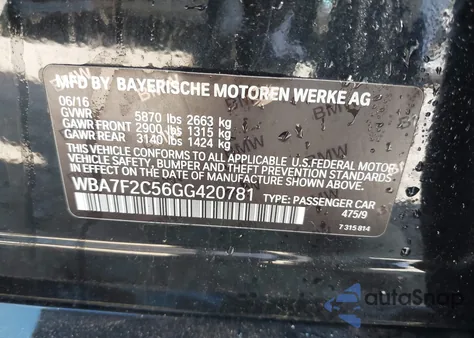 MFD BY BAYERISCHE MOTOREN WERKE AG
06/16
GVWR 5870 lbs 2663 kg
GAWR FRONT 2900 lbs 1315 kg
GAWR REAR 3140 lbs 1424 kg
THIS VEHICLE CONFORMS TO ALL APPLICABLE U.S.FEDERAL MOTOR
VEHICLE SAFETY, BUMPER AND THEFT PREVENTION STANDARDS
IN EFFECT ON THE DATE OF MANUFACTURE SHOWN ABOVE.
WBA7F2C56GG420781 TYPE: PASSENGER CAR
475/9
7 315 814
autoSnap